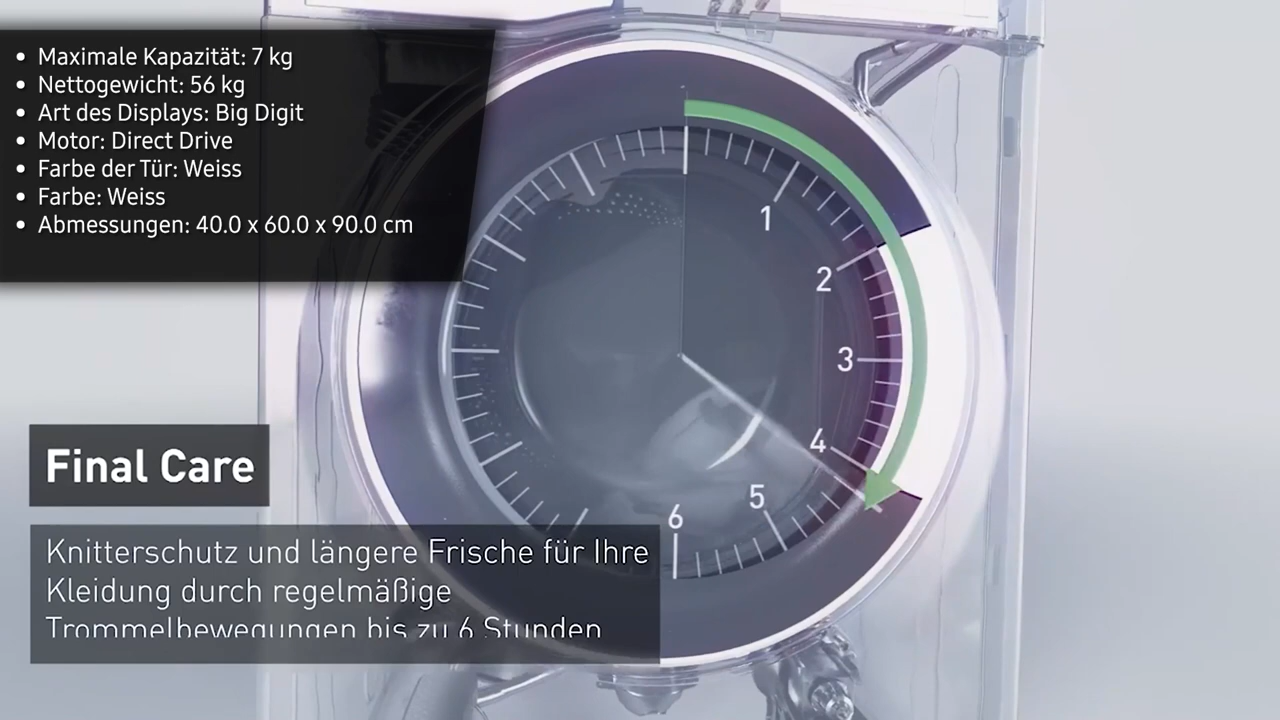 • Maximale Kapazität: 7 kg
• Nettogewicht: 56 kg
• Art des Displays: Big Digit
• Motor: Direct Drive
• Farbe der Tür: Weiss
• Farbe: Weiss
• Abmessungen: 40.0 x 60.0 x 90.0 cm
1
2
3
4
5
6
Final Care
Knitterschutz und längere Frische für Ihre
Kleidung durch regelmäßige
Trommelbewegungen bis zu 6 Stunden